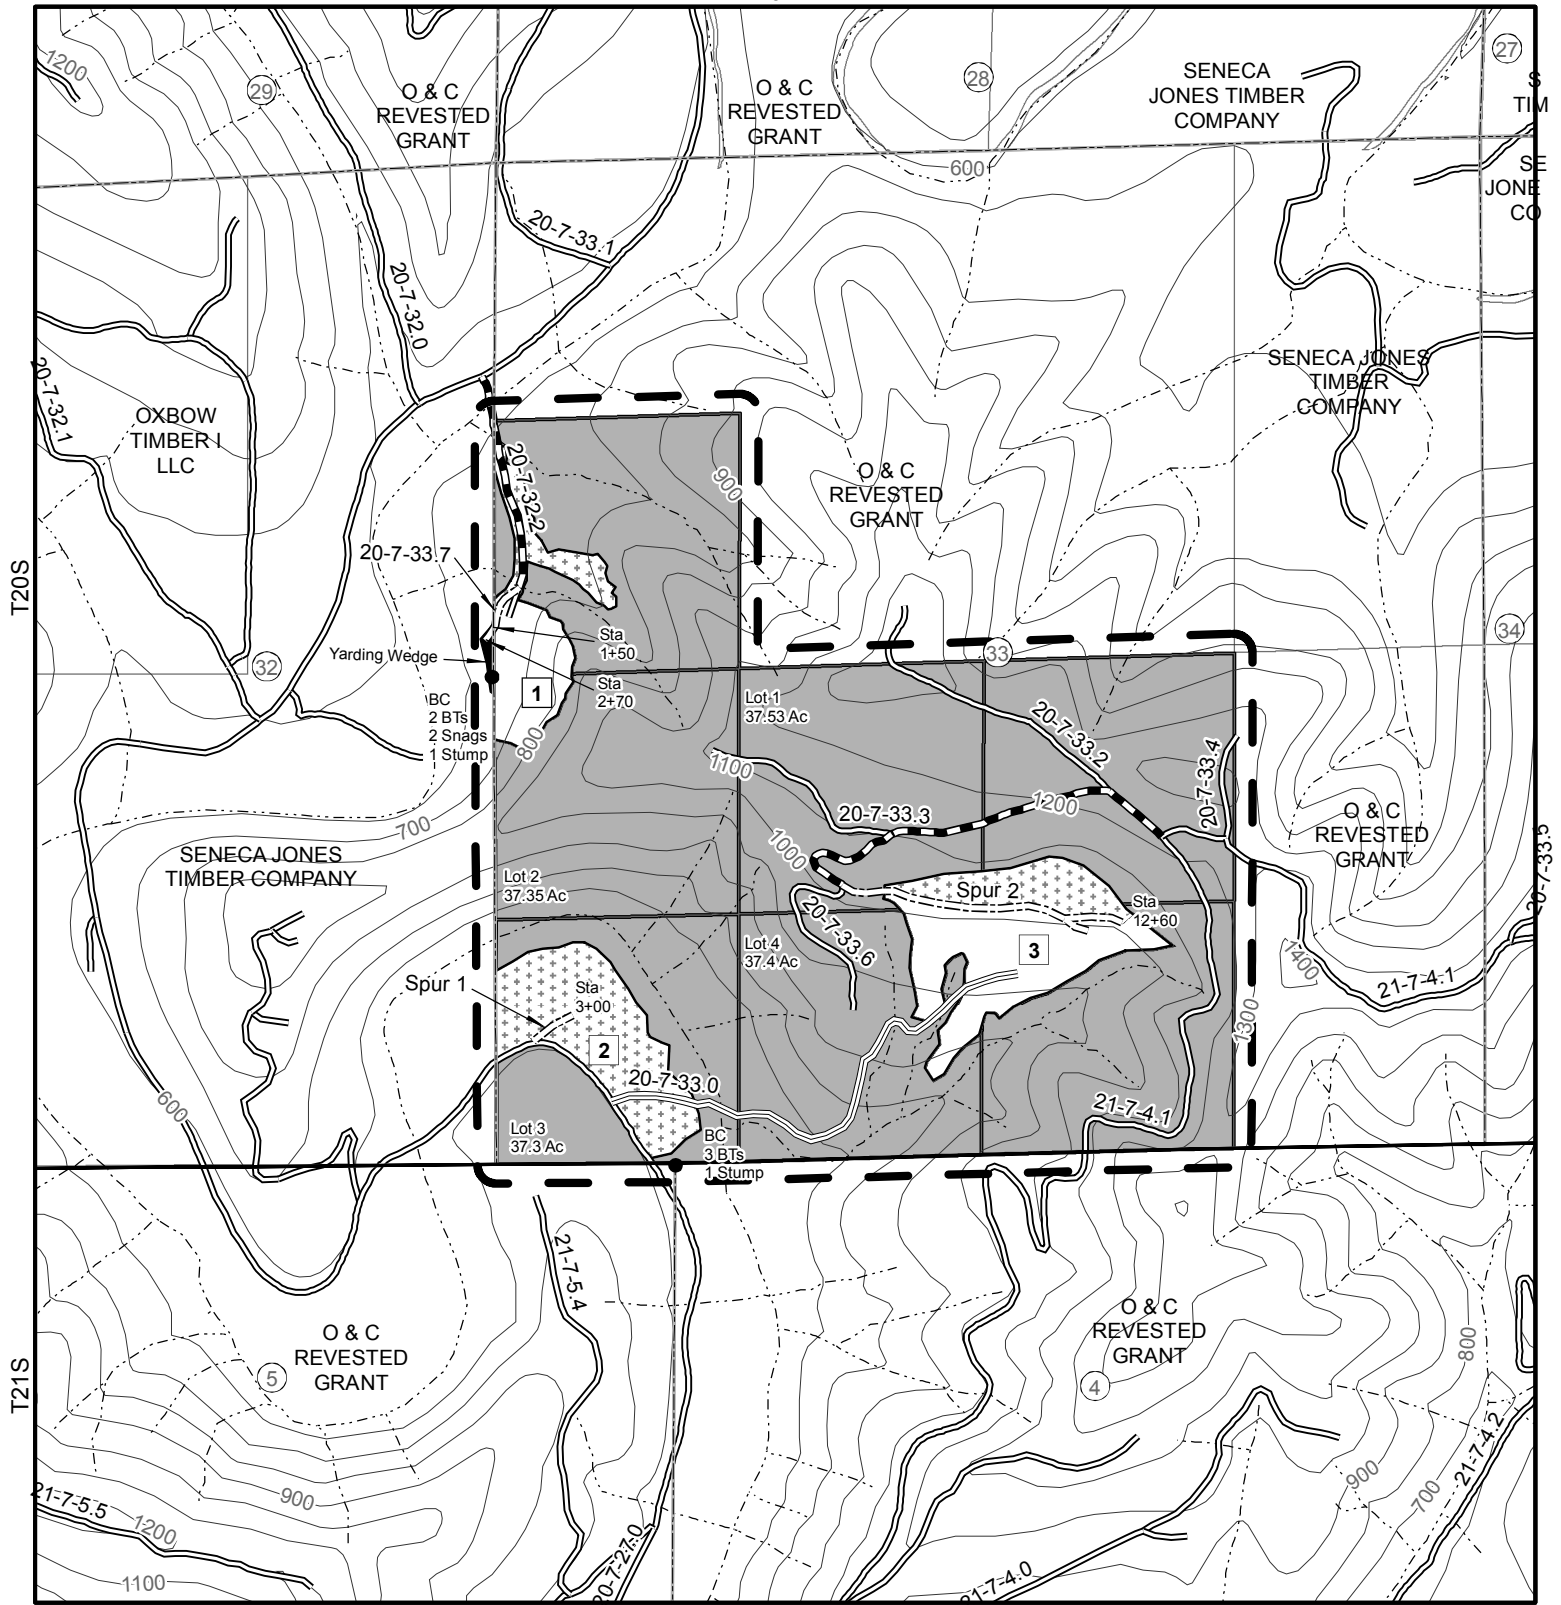 1200
29
O & C
REVESTED
GRANT
O & C
REVESTED
GRANT
28
SENECA
JONES TIMBER
COMPANY
27
S
TIM
SE
JONE
CO
600
20-7-33.1
20-7-32.0
20-7-32.1
OXBOW
TIMBER I
LLC
SENECA JONES
TIMBER
COMPANY
20-7-32.2
900
O & C
REVESTED
GRANT
20-7-33.7
T20S
Sta
1+50
Yarding Wedge
32
33
34
1
Sta
2+70
BC
2 BTs
2 Snags
1 Stump
800
Lot 1
37.53 Ac
20-7-33.2
20-7-33.4
1100
1200
20-7-33.3
700
1000
O & C
REVESTED
GRANT
SENECA JONES
TIMBER COMPANY
20-7-33.5
Lot 2
37.35 Ac
Spur 2
Sta
12+60
20-7-33.6
Lot 4
37.4 Ac
3
1400
Spur 1
Sta
3+00
21-7-4.1
1300
2
20-7-33.0
600
21-7-4.1
Lot 3
37.3 Ac
BC
3 BTs
1 Stump
21-7-5.4
O & C
REVESTED
GRANT
5
O & C
REVESTED
GRANT
4
800
T21S
21-7-4.2
900
700
900
21-7-5.5
1200
1100
20-7-27.0
21-7-4.0